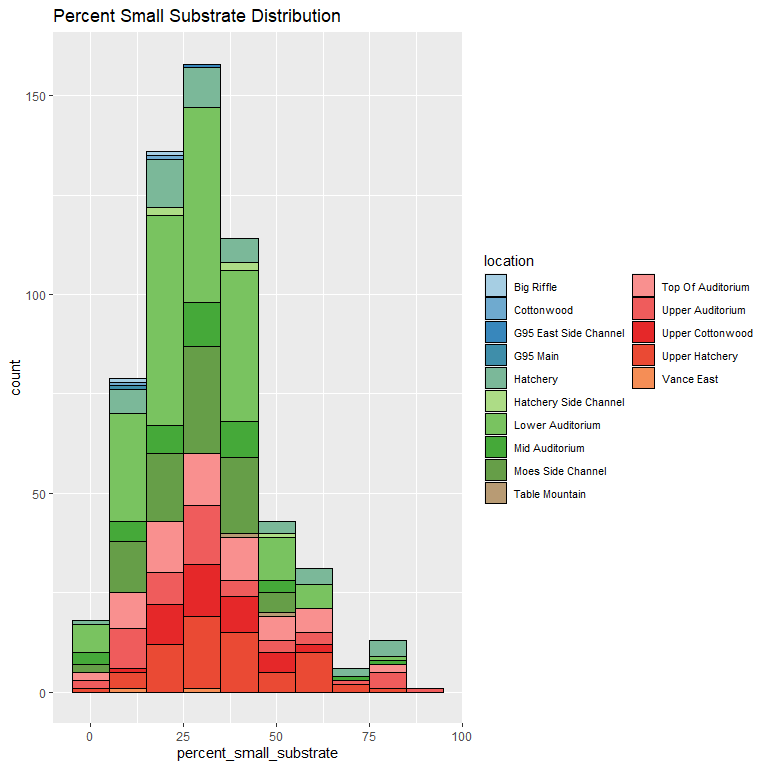 Percent Small Substrate Distribution
150
100
50
0
count
0 25 50 75 100
percent_small_substrate
location
Big Riffle
Cottonwood
G95 East Side Channel
G95 Main
Hatchery
Hatchery Side Channel
Lower Auditorium
Mid Auditorium
Moes Side Channel
Table Mountain
Top Of Auditorium
Upper Auditorium
Upper Cottonwood
Upper Hatchery
Vance East